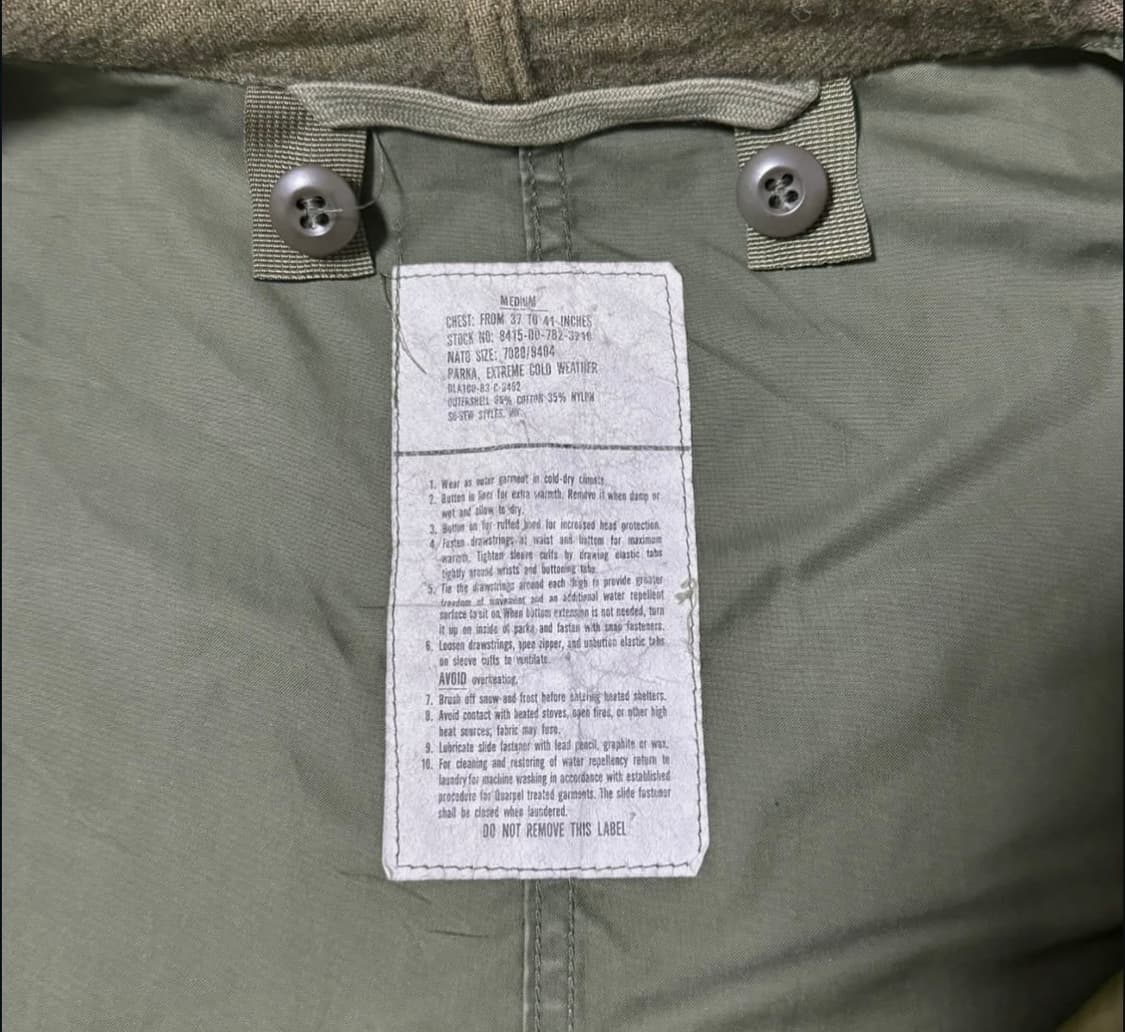 MEDIUM
CHEST: FROM 37 TO 41 INCHES
STOCK NO: 8415-00-782-3216
NATO SIZE: 7080/9404
PARKA, EXTREME COLD WEATHER
OUTERSHELL 35% NYLON
SO-SEW STYLES,
1. Wear as outer garment in cold-dry climate.
2. Button in liner for extra warmth. Remove it when damp or
wet and allow to dry.
3. Button on fur ruffed hood for increased head protection.
4. Fasten drawstrings at waist and bottom for maximum
warmth. Tighten sleeve cuffs by drawing elastic tabs
tightly around wrists and buttoning tabs.
5. Tie the drawstrings around each thigh to provide greater
freedom of movement and an additional water repellent
surface to sit on. When bottom extension is not needed, turn
it up on inside of parka and fasten with snap fasteners.
6. Loosen drawstrings, open zipper, and unbutton elastic tabs
on sleeve cuffs to ventilate.
AVOID overheating.
7. Brush off snow and frost before entering heated shelters.
8. Avoid contact with heated stoves, open fires, or other high
heat sources; fabric may fuse.
9. Lubricate slide fastener with lead pencil, graphite or wax.
10. For cleaning and restoring of water repellency return to
laundry for machine washing in accordance with established
procedure for Quarpel treated garments. The slide fastener
shall be closed when laundered.
DO NOT REMOVE THIS LABEL